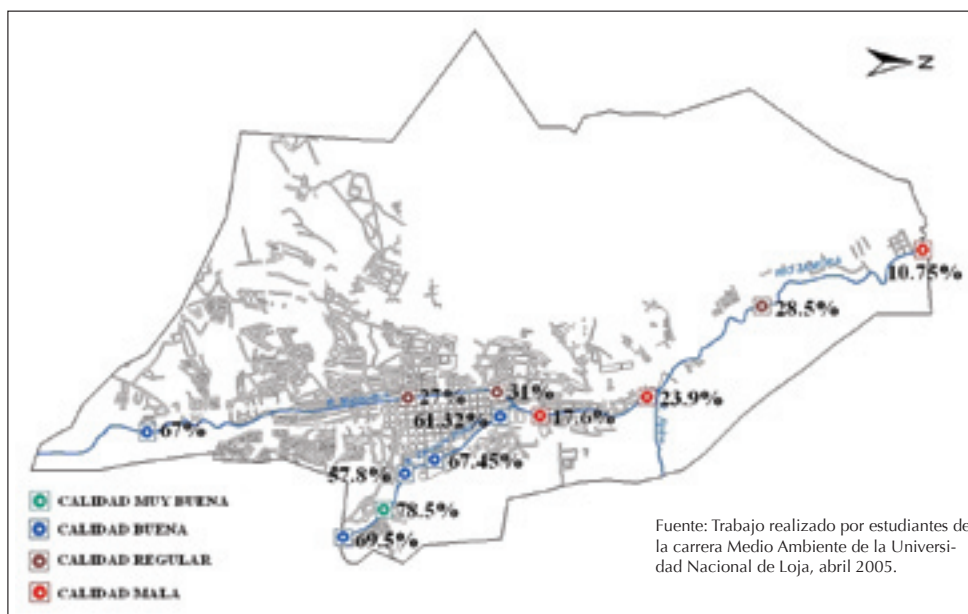 N
10.75%
28.5%
27%
31%
23.9%
61.32%
17.6%
67%
67.45%
57.8%
78.5%
69.5%
CALIDAD MUY BUENA
CALIDAD BUENA
CALIDAD REGULAR
CALIDAD MALA
Fuente: Trabajo realizado por estudiantes de
la carrera Medio Ambiente de la Universi-
dad Nacional de Loja, abril 2005.